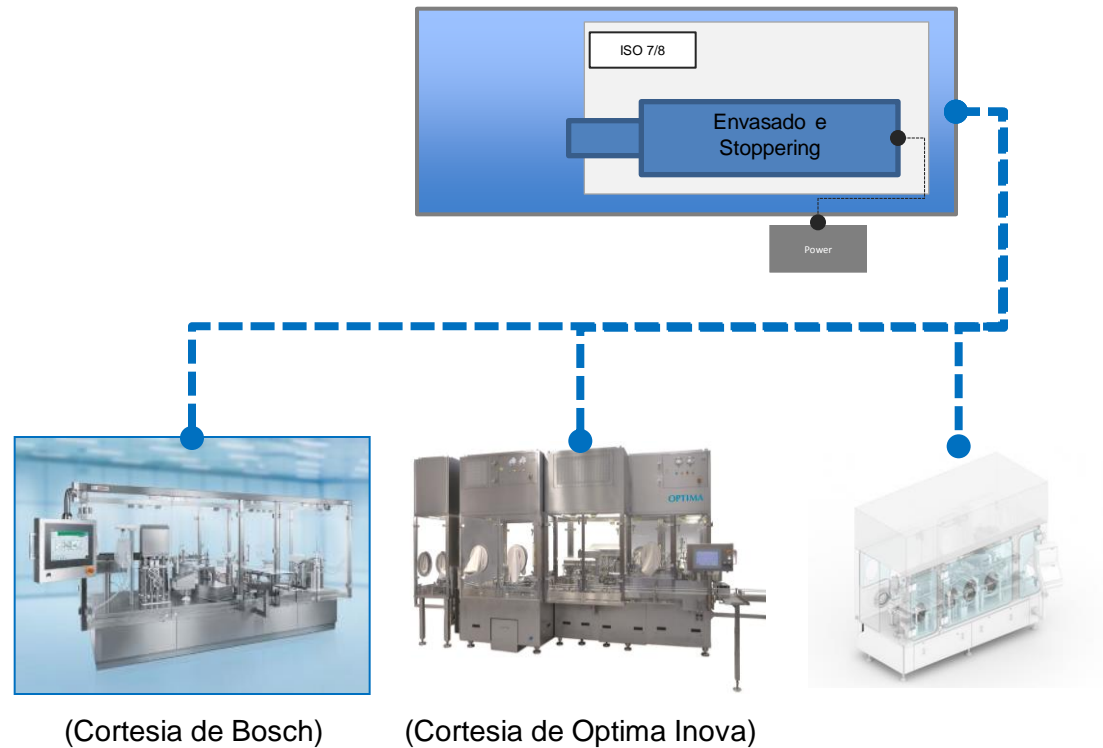 ISO 7/8
Envasado e
Stoppering
Power
OPTIMA
(Cortesia de Bosch)
(Cortesia de Optima Inova)